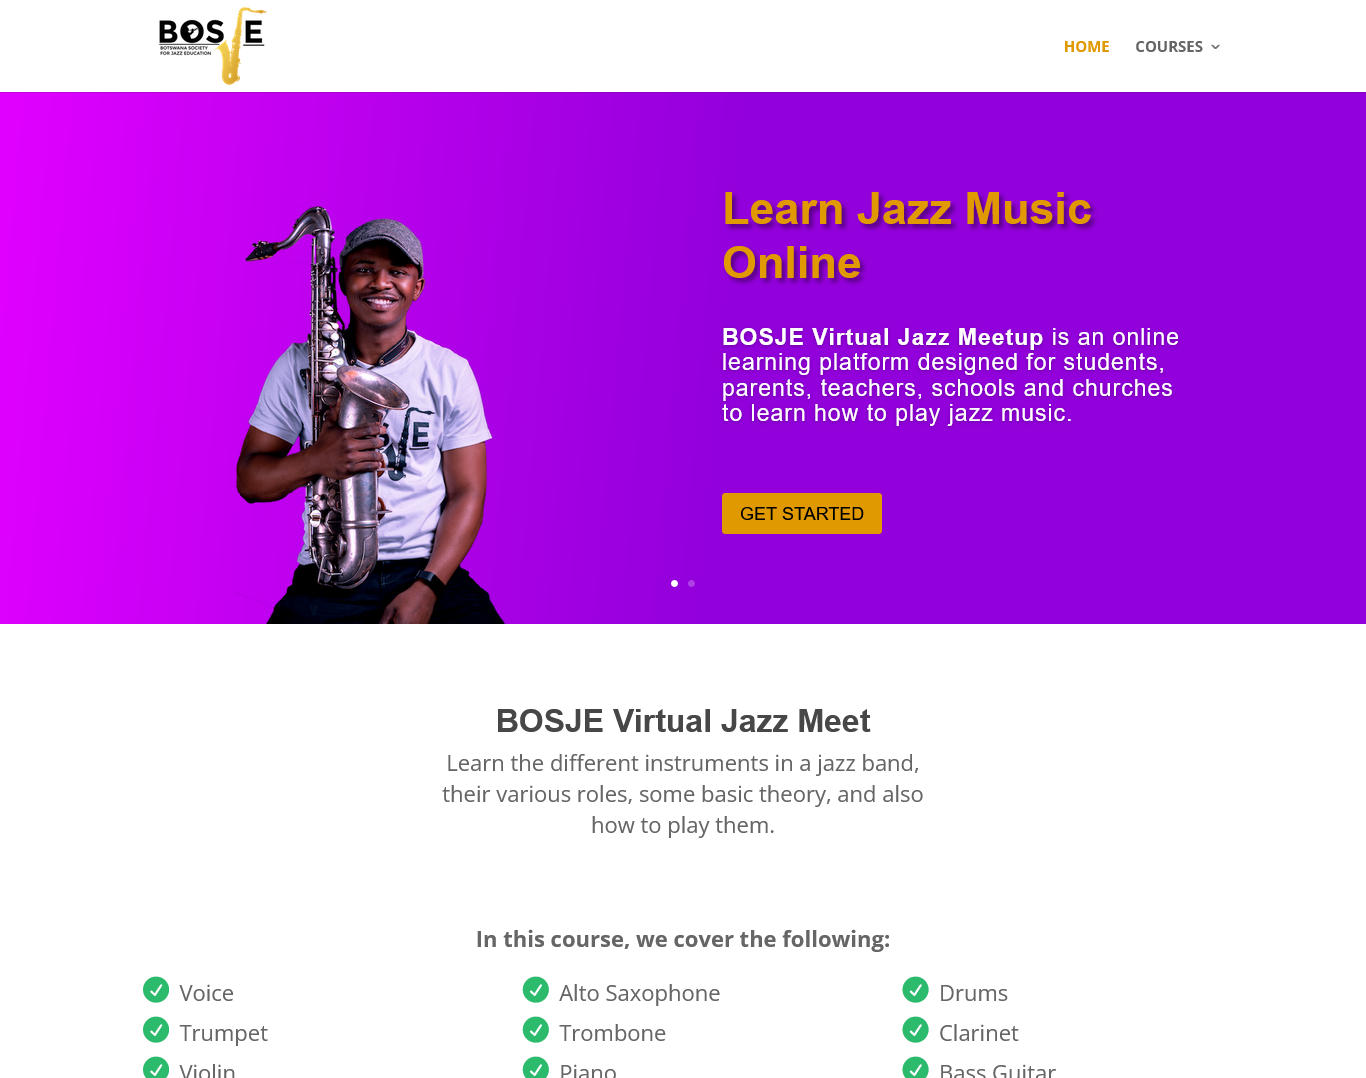 BOSJE
BOTSWANA SOCIETY
FOR JAZZ EDUCATION
HOME
COURSES
Learn Jazz Music
Online
BOSJE Virtual Jazz Meetup is an online
learning platform designed for students,
parents, teachers, schools and churches
to learn how to play jazz music.
GET STARTED
BOSJE Virtual Jazz Meet
Learn the different instruments in a jazz band,
their various roles, some basic theory, and also
how to play them.
In this course, we cover the following:
Voice
Alto Saxophone
Drums
Trumpet
Trombone
Clarinet
Violin
Piano
Bass Guitar